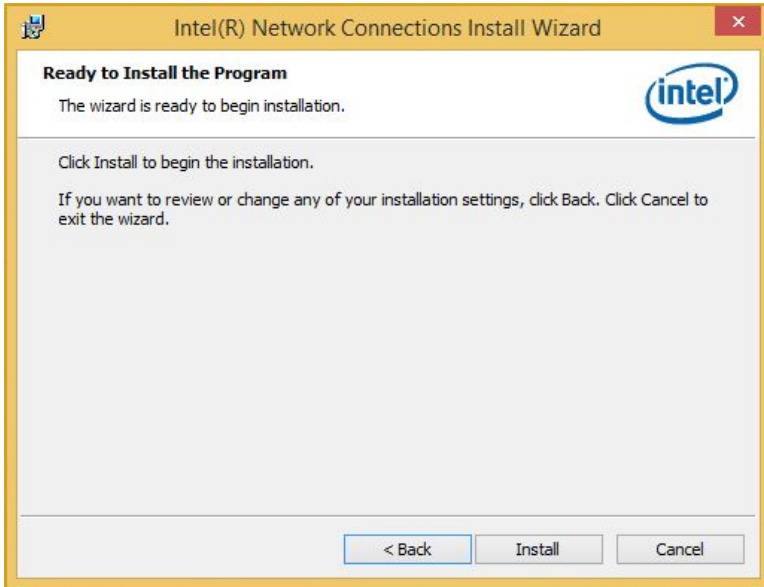 Intel(R) Network Connections Install Wizard
Ready to Install the Program
The wizard is ready to begin installation.
intel
Click Install to begin the installation.
If you want to review or change any of your installation settings, click Back. Click Cancel to
exit the wizard.
< Back
Install
Cancel